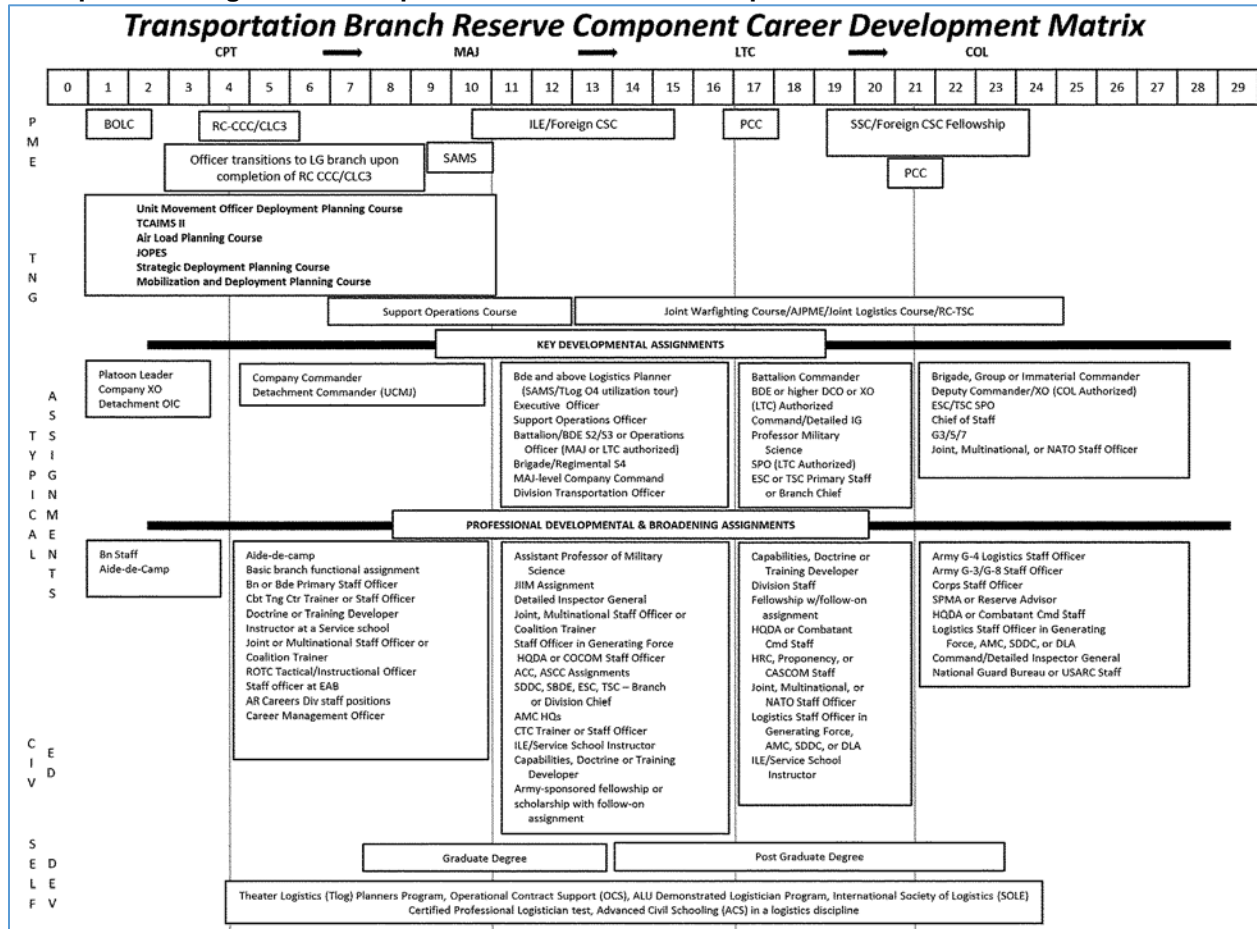 Transportation Branch Reserve Component Career Development Matrix
CPT MAJ LTC COL
0 1 2 3 4 5 6 7 8 9 10 11 12 13 14 15 16 17 18 19 20 21 22 23 24 25 26 27 28 29
PME
BOLC
RC-CCC/CLC3
ILE/Foreign CSC
PCC
SSC/Foreign CSC Fellowship
Officer transitions to LG branch upon
completion of RC CCC/CLC3
SAMS
PCC
TNG
Unit Movement Officer Deployment Planning Course
TCAIMS II
Air Load Planning Course
JOPES
Strategic Deployment Planning Course
Mobilization and Deployment Planning Course
Support Operations Course
Joint Warfighting Course/AJPME/Joint Logistics Course/RC-TSC
TYPICAL
ASSIGNMENTS
KEY DEVELOPMENTAL ASSIGNMENTS
Platoon Leader
Company XO
Detachment OIC
Company Commander
Detachment Commander (UCMJ)
Bde and above Logistics Planner
(SAMS/TLog O4 utilization tour)
Executive Officer
Support Operations Officer
Battalion/BDE S2/S3 or Operations
Officer (MAJ or LTC authorized)
Brigade/Regimental S4
MAJ-level Company Command
Division Transportation Officer
Battalion Commander
BDE or higher DCO or XO
(LTC) Authorized
Command/Detailed IG
Professor Military
Science
SPO (LTC Authorized)
ESC or TSC Primary Staff
or Branch Chief
Brigade, Group or Immaterial Commander
Deputy Commander/XO (COL Authorized)
ESC/TSC SPO
Chief of Staff
G3/5/7
Joint, Multinational, or NATO Staff Officer
PROFESSIONAL DEVELOPMENTAL & BROADENING ASSIGNMENTS
Bn Staff
Aide-de-Camp
Aide-de-camp
Basic branch functional assignment
Bn or Bde Primary Staff Officer
Cbt Tng Ctr Trainer or Staff Officer
Doctrine or Training Developer
Instructor at a Service school
Joint or Multinational Staff Officer or
Coalition Trainer
ROTC Tactical/Instructional Officer
Staff officer at EAB
AR Careers Div staff positions
Career Management Officer
Assistant Professor of Military
Science
JIIM Assignment
Detailed Inspector General
Joint, Multinational Staff Officer or
Coalition Trainer
Staff Officer in Generating Force
HQDA or COCOM Staff Officer
ACC, ASCC Assignments
SDDC, SBDE, ESC, TSC – Branch
or Division Chief
AMC HQs
CTC Trainer or Staff Officer
ILE/Service School Instructor
Capabilities, Doctrine or Training
Developer
Army-sponsored fellowship or
scholarship with follow-on
assignment
Capabilities, Doctrine or
Training Developer
Division Staff
Fellowship w/follow-on
assignment
HQDA or Combatant
Cmd Staff
HRC, Proponency, or
CASCOM Staff
Joint, Multinational, or
NATO Staff Officer
Logistics Staff Officer in
Generating Force,
AMC, SDDC, or DLA
ILE/Service School
Instructor
Army G-4 Logistics Staff Officer
Army G-3/G-8 Staff Officer
Corps Staff Officer
SPMA or Reserve Advisor
HQDA or Combatant Cmd Staff
Logistics Staff Officer in Generating
Force, AMC, SDDC, or DLA
Command/Detailed Inspector General
National Guard Bureau or USARC Staff
CIV
ED
SELF
DEV
Graduate Degree
Post Graduate Degree
Theater Logistics (Tlog) Planners Program, Operational Contract Support (OCS), ALU Demonstrated Logistician Program, International Society of Logistics (SOLE)
Certified Professional Logistician test, Advanced Civil Schooling (ACS) in a logistics discipline